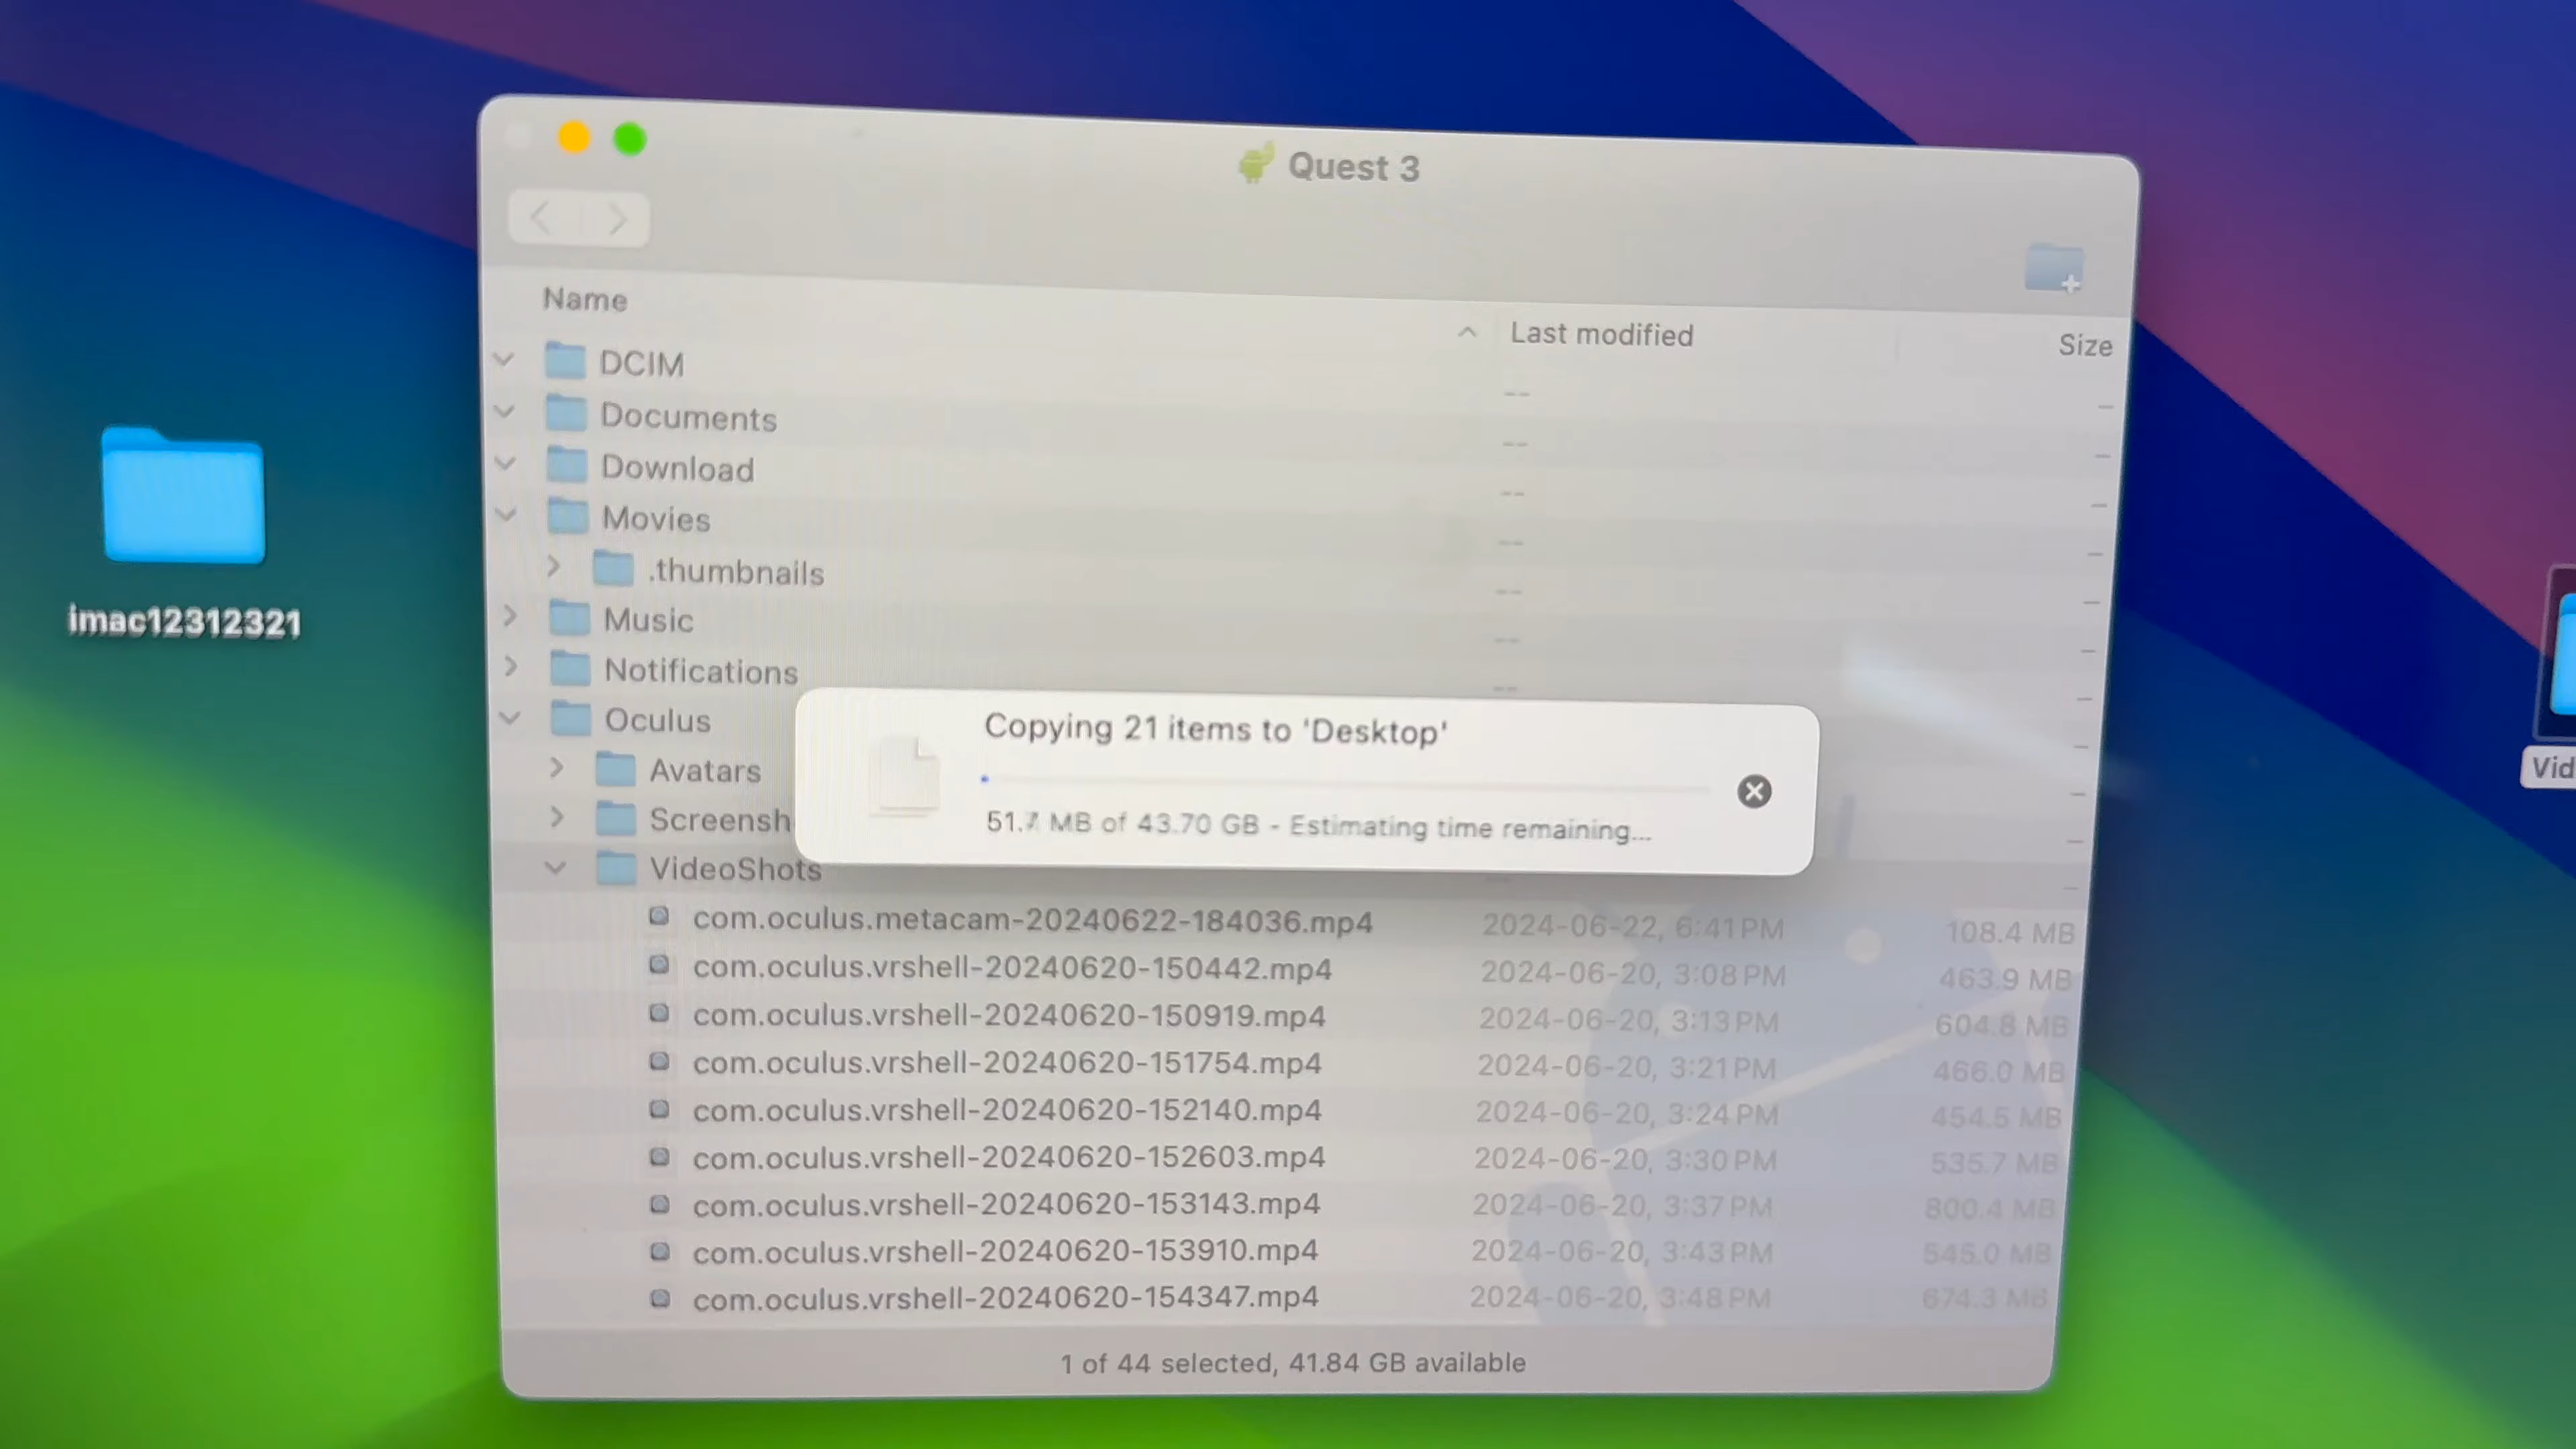 Quest 3
Name
Last modified
Size
DCIM
--
Documents
--
Download
--
Movies
--
.thumbnails
--
Music
--
Notifications
--
Oculus
Copying 21 items to 'Desktop'
Avatars
Screensh
51.7 MB of 43.70 GB - Estimating time remaining...
VideoShots
com.oculus.metacam-20240622-184036.mp4 2024-06-22, 6:41 PM 108.4 MB
com.oculus.vrshell-20240620-150442.mp4 2024-06-20, 3:08 PM 463.9 MB
com.oculus.vrshell-20240620-150919.mp4 2024-06-20, 3:13 PM 604.8 MB
com.oculus.vrshell-20240620-151754.mp4 2024-06-20, 3:21 PM 466.0 MB
com.oculus.vrshell-20240620-152140.mp4 2024-06-20, 3:24 PM 454.5 MB
com.oculus.vrshell-20240620-152603.mp4 2024-06-20, 3:30 PM 535.7 MB
com.oculus.vrshell-20240620-153143.mp4 2024-06-20, 3:37 PM 800.4 MB
com.oculus.vrshell-20240620-153910.mp4 2024-06-20, 3:43 PM 545.0 MB
com.oculus.vrshell-20240620-154347.mp4 2024-06-20, 3:48 PM 674.3 MB
1 of 44 selected, 41.84 GB available
imac12312321
Vid